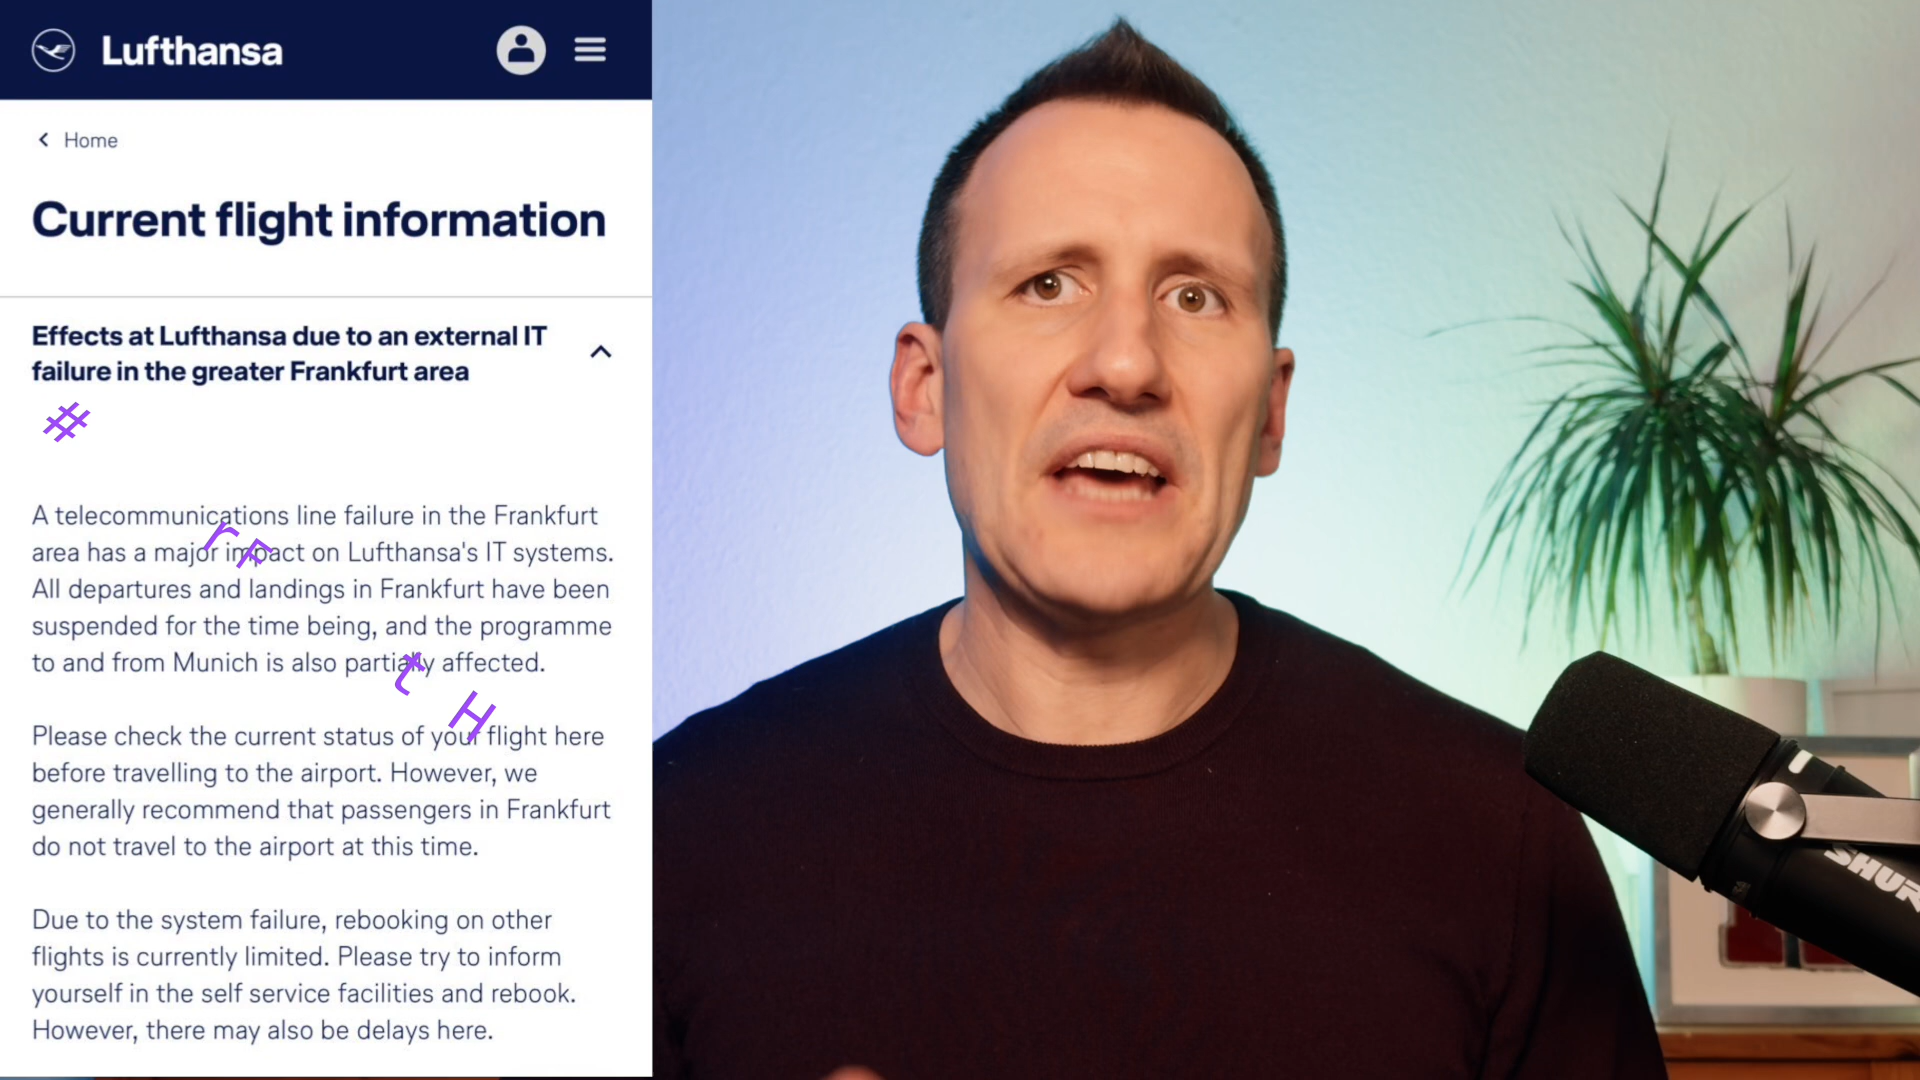 Lufthansa
Home
Current flight information
Effects at Lufthansa due to an external IT
failure in the greater Frankfurt area
#
A telecommunications line failure in the Frankfurt
r F
area has a major impact on Lufthansa's IT systems.
All departures and landings in Frankfurt have been
suspended for the time being, and the programme
to and from Munich is also partially affected.
t H
Please check the current status of your flight here
before travelling to the airport. However, we
generally recommend that passengers in Frankfurt
do not travel to the airport at this time.
Due to the system failure, rebooking on other
flights is currently limited. Please try to inform
yourself in the self service facilities and rebook.
However, there may also be delays here.
SHUR